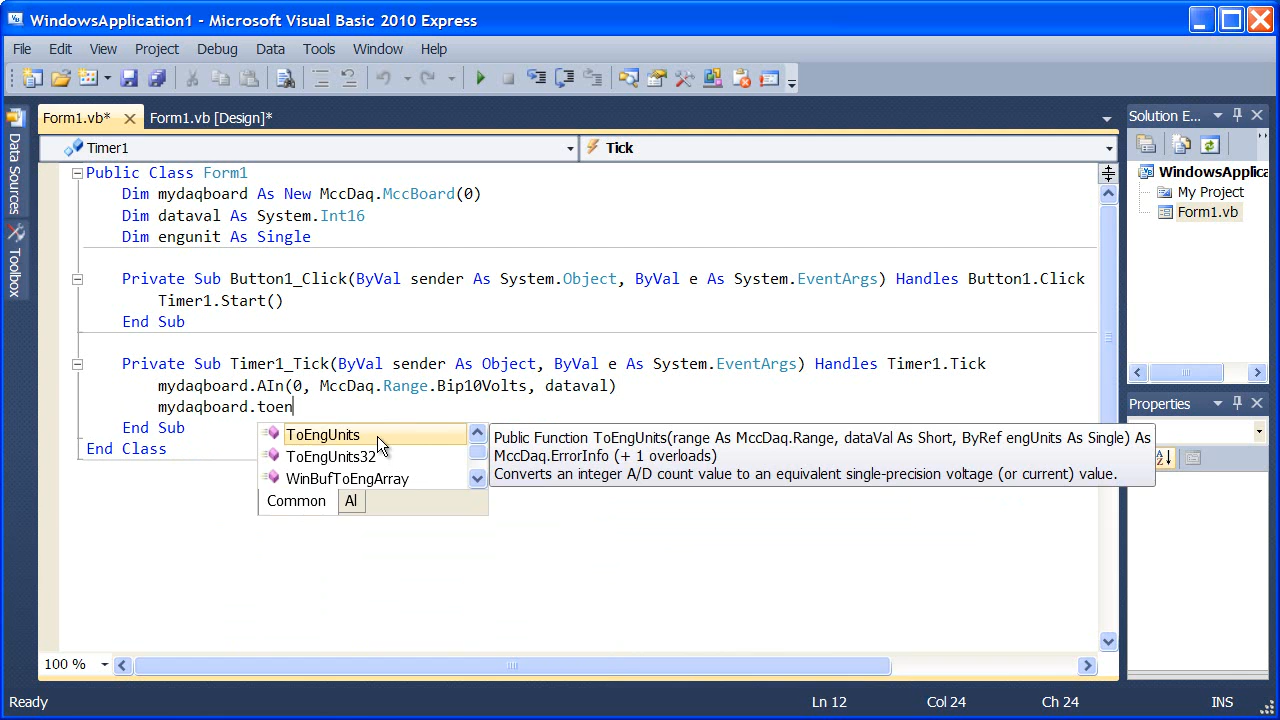 WindowsApplication1 - Microsoft Visual Basic 2010 Express
File Edit View Project Debug Data Tools Window Help
Form1.vb* Form1.vb [Design]*
Timer1 Tick
Data Sources
Toolbox
Public Class Form1
Dim mydaqboard As New MccDaq.MccBoard(0)
Dim dataval As System.Int16
Dim engunit As Single
Private Sub Button1_Click(ByVal sender As System.Object, ByVal e As System.EventArgs) Handles Button1.Click
Timer1.Start()
End Sub
Private Sub Timer1_Tick(ByVal sender As Object, ByVal e As System.EventArgs) Handles Timer1.Tick
mydaqboard.AIn(0, MccDaq.Range.Bip10Volts, dataval)
mydaqboard.toen
End Sub
End Class
ToEngUnits
ToEngUnits32
WinBufToEngArray
Common Al
Public Function ToEngUnits(range As MccDaq.Range, dataVal As Short, ByRef engUnits As Single) As
MccDaq.ErrorInfo (+ 1 overloads)
Converts an integer A/D count value to an equivalent single-precision voltage (or current) value.
Solution E...
WindowsApplica
My Project
Form1.vb
Properties
100 %
Ready Ln 12 Col 24 Ch 24 INS